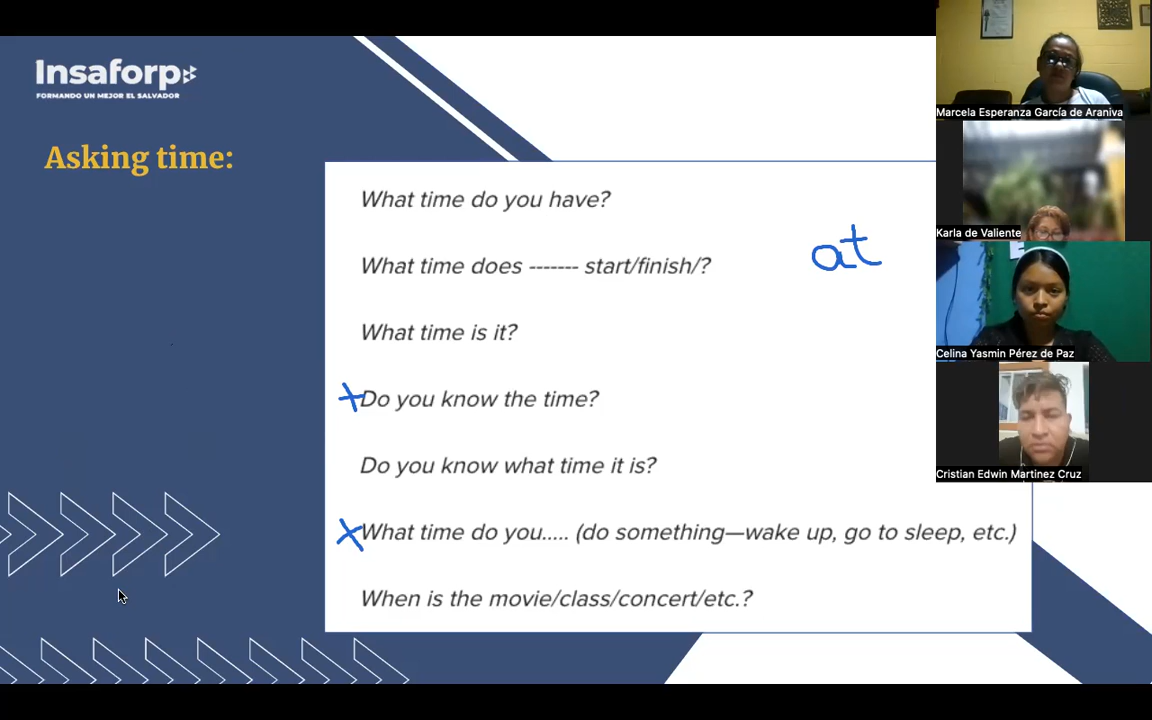 Insaforp
FORMANDO UN MEJOR EL SALVADOR
Asking time:
What time do you have?
at
What time does ------- start/finish/?
What time is it?
Do you know the time?
Do you know what time it is?
What time do you..... (do something—wake up, go to sleep, etc.)
When is the movie/class/concert/etc.?
Marcela Esperanza García de Araniva
Karla de Valiente
Celina Yasmin Pérez de Paz
Cristian Edwin Martinez Cruz